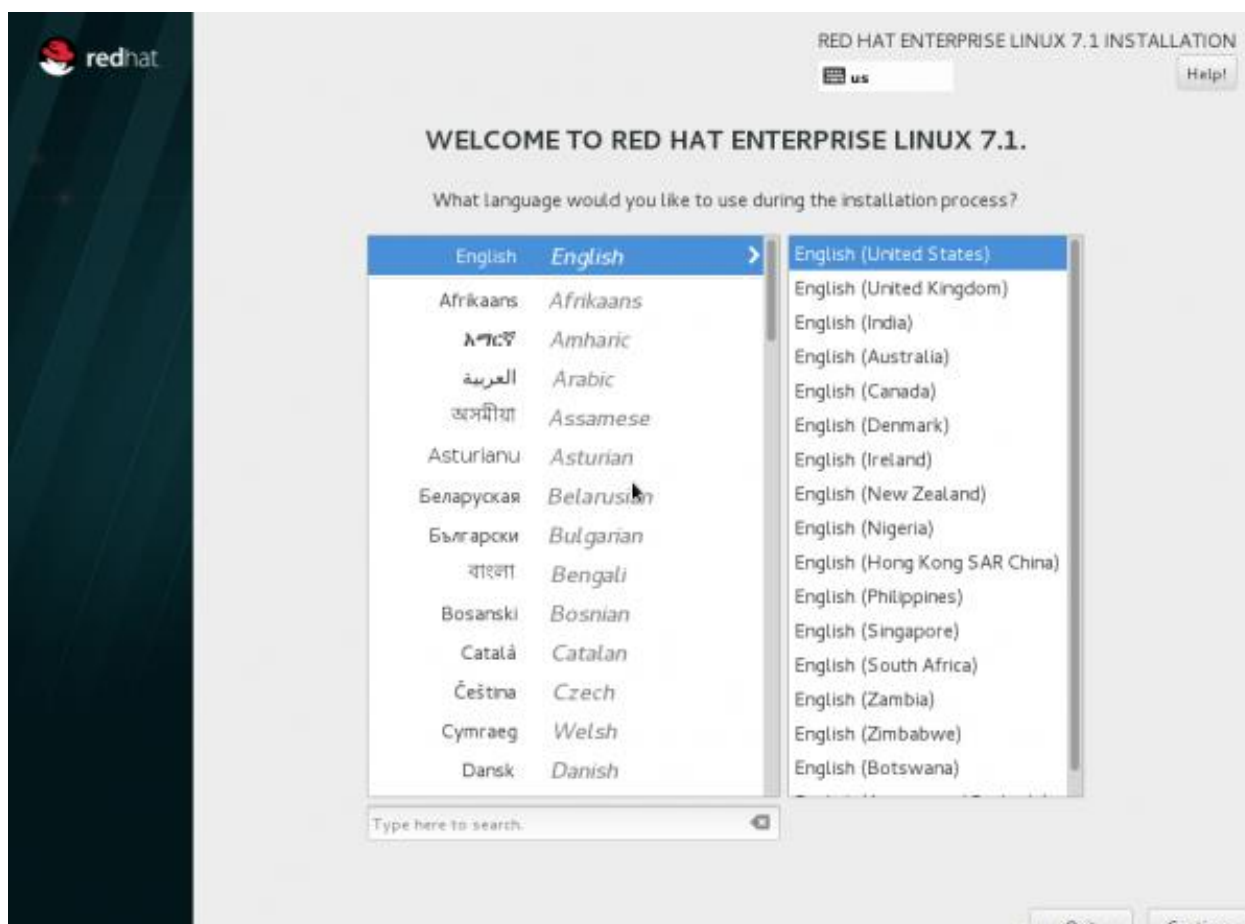 redhat
RED HAT ENTERPRISE LINUX 7.1 INSTALLATION
us
Help!
WELCOME TO RED HAT ENTERPRISE LINUX 7.1.
What language would you like to use during the installation process?
English English
Afrikaans Afrikaans
አማርኛ Amharic
العربية Arabic
অসমীয়া Assamese
Asturianu Asturian
Беларуская Belarusian
Български Bulgarian
বাংলা Bengali
Bosanski Bosnian
Català Catalan
Čeština Czech
Cymraeg Welsh
Dansk Danish
Type here to search.
English (United States)
English (United Kingdom)
English (India)
English (Australia)
English (Canada)
English (Denmark)
English (Ireland)
English (New Zealand)
English (Nigeria)
English (Hong Kong SAR China)
English (Philippines)
English (Singapore)
English (South Africa)
English (Zambia)
English (Zimbabwe)
English (Botswana)